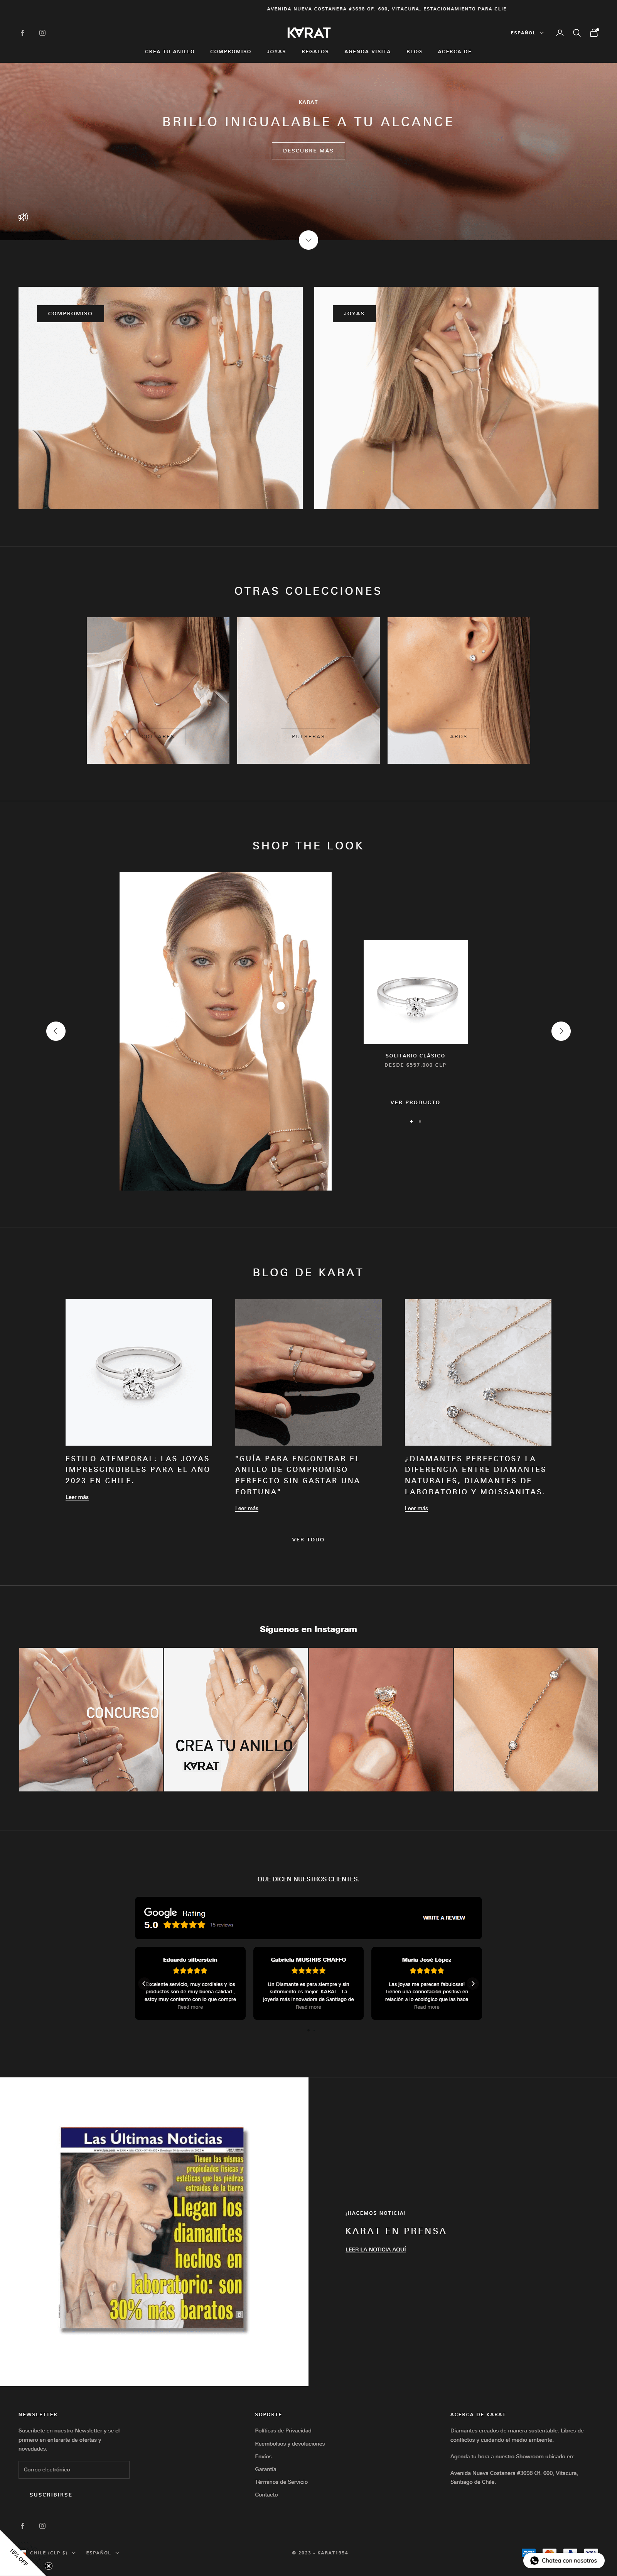 AVENIDA NUEVA COSTANERA #3698 OF. 600, VITACURA, ESTACIONAMIENTO PARA CLIE
KARAT
ESPAÑOL
CREA TU ANILLO COMPROMISO JOYAS REGALOS AGENDA VISITA BLOG ACERCA DE
KARAT
BRILLO INIGUALABLE A TU ALCANCE
DESCUBRE MÁS
COMPROMISO
JOYAS
OTRAS COLECCIONES
COLLARES
PULSERAS
AROS
SHOP THE LOOK
SOLITARIO CLÁSICO
DESDE $557.000 CLP
VER PRODUCTO
BLOG DE KARAT
ESTILO ATEMPORAL: LAS JOYAS
IMPRESCINDIBLES PARA EL AÑO
2023 EN CHILE.
Leer más
"GUÍA PARA ENCONTRAR EL
ANILLO DE COMPROMISO
PERFECTO SIN GASTAR UNA
FORTUNA"
Leer más
¿DIAMANTES PERFECTOS? LA
DIFERENCIA ENTRE DIAMANTES
NATURALES, DIAMANTES DE
LABORATORIO Y MOISSANITAS.
Leer más
VER TODO
Síguenos en Instagram
CONCURSO
CREA TU ANILLO
KARAT
QUE DICEN NUESTROS CLIENTES.
Google Rating
5.0
15 reviews
WRITE A REVIEW
Eduardo silberstein
Excelente servicio, muy cordiales y los
productos son de muy buena calidad ,
estoy muy contento con lo que compre
Read more
Gabriela MUSIRIS CHAFFO
Un Diamante es para siempre y sin
sufrimiento es mejor. KARAT . La
joyería más innovadora de Santiago de
Read more
María José López
Las joyas me parecen fabulosas!
Tienen una connotación positiva en
relación a lo ecológico que las hace
Read more
Las Últimas Noticias
Tienen las mismas
propiedades físicas y
estéticas que las piedras
extraídas de la tierra
Llegan los
diamantes
hechos en
laboratorio: son
30% más baratos
¡HACEMOS NOTICIA!
KARAT EN PRENSA
LEER LA NOTICIA AQUÍ
NEWSLETTER
Suscríbete en nuestro Newsletter y se el
primero en enterarte de ofertas y
novedades.
Correo electrónico
SUSCRIBIRSE
SOPORTE
Políticas de Privacidad
Reembolsos y devoluciones
Envíos
Garantía
Términos de Servicio
Contacto
ACERCA DE KARAT
Diamantes creados de manera sustentable. Libres de
conflictos y cuidando el medio ambiente.
Agenda tu hora a nuestro Showroom ubicado en:
Avenida Nueva Costanera #3698 Of. 600, Vitacura,
Santiago de Chile.
CHILE (CLP $)
ESPAÑOL
© 2023 - KARAT1904
15% OFF
Chatea con nosotros